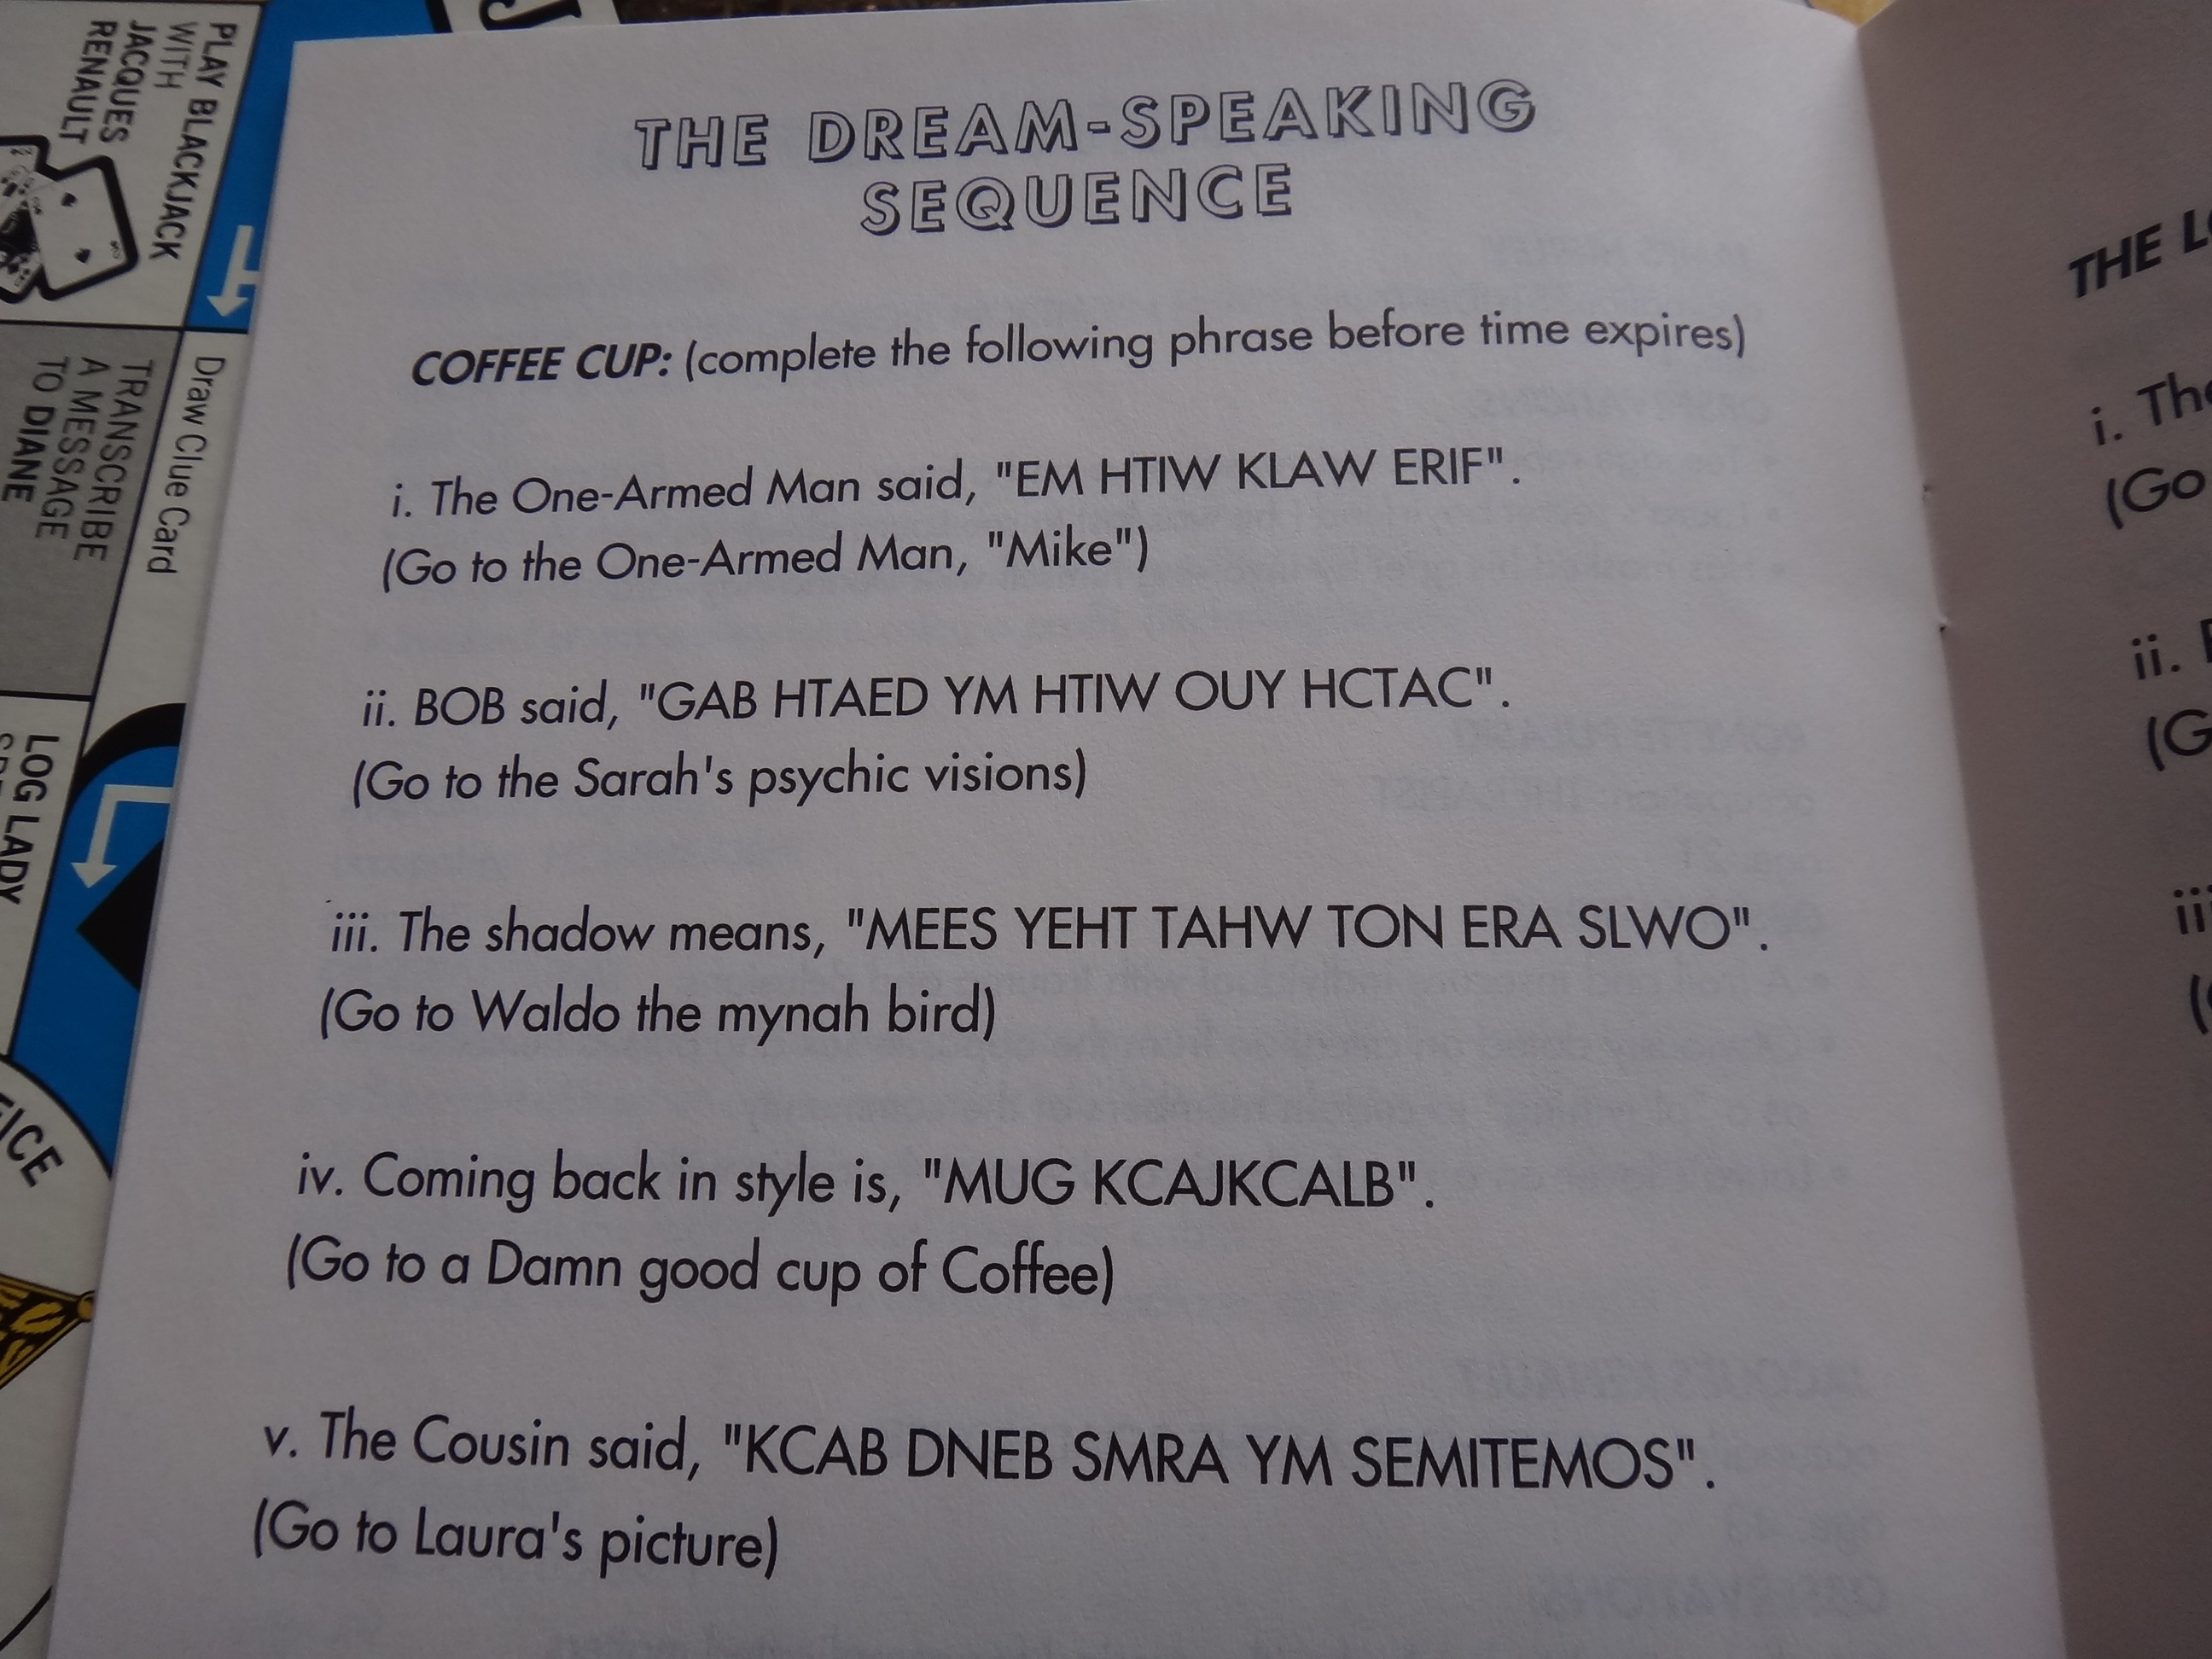 THE DREAM-SPEAKING
SEQUENCE
COFFEE CUP: (complete the following phrase before time expires)
i. The One-Armed Man said, "EM HTIW KLAW ERIF".
(Go to the One-Armed Man, "Mike")
ii. BOB said, "GAB HTAED YM HTIW OUY HCTAC".
(Go to the Sarah's psychic visions)
iii. The shadow means, "MEES YEHT TAHW TON ERA SLWO".
(Go to Waldo the mynah bird)
iv. Coming back in style is, "MUG KCAJKCALB".
(Go to a Damn good cup of Coffee)
v. The Cousin said, "KCAB DNEB SMRA YM SEMITEMOS".
(Go to Laura's picture)
PLAY BLACKJACK
WITH
JACQUES
RENAULT
Draw Clue Card
TRANSCRIBE
A MESSAGE
TO DIANE
LOG LADY
THE
i.
(Go
ii.